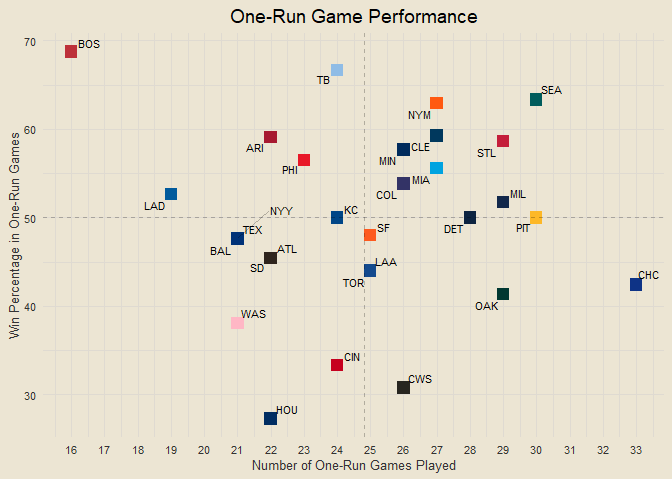 One-Run Game Performance
70
60
50
40
30
Win Percentage in One-Run Games
BOS
TB
SEA
NYM
ARI
CLE
STL
MIN
PHI
MIA
COL
LAD
MIL
NYY
KC
TEX
SF
DET
PIT
BAL
ATL
SD
LAA
TOR
CHC
OAK
WAS
CIN
CWS
HOU
16 17 18 19 20 21 22 23 24 25 26 27 28 29 30 31 32 33
Number of One-Run Games Played